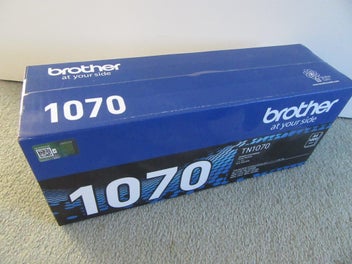 brother
at your side
1070
brother
at your side
TN1070
1070